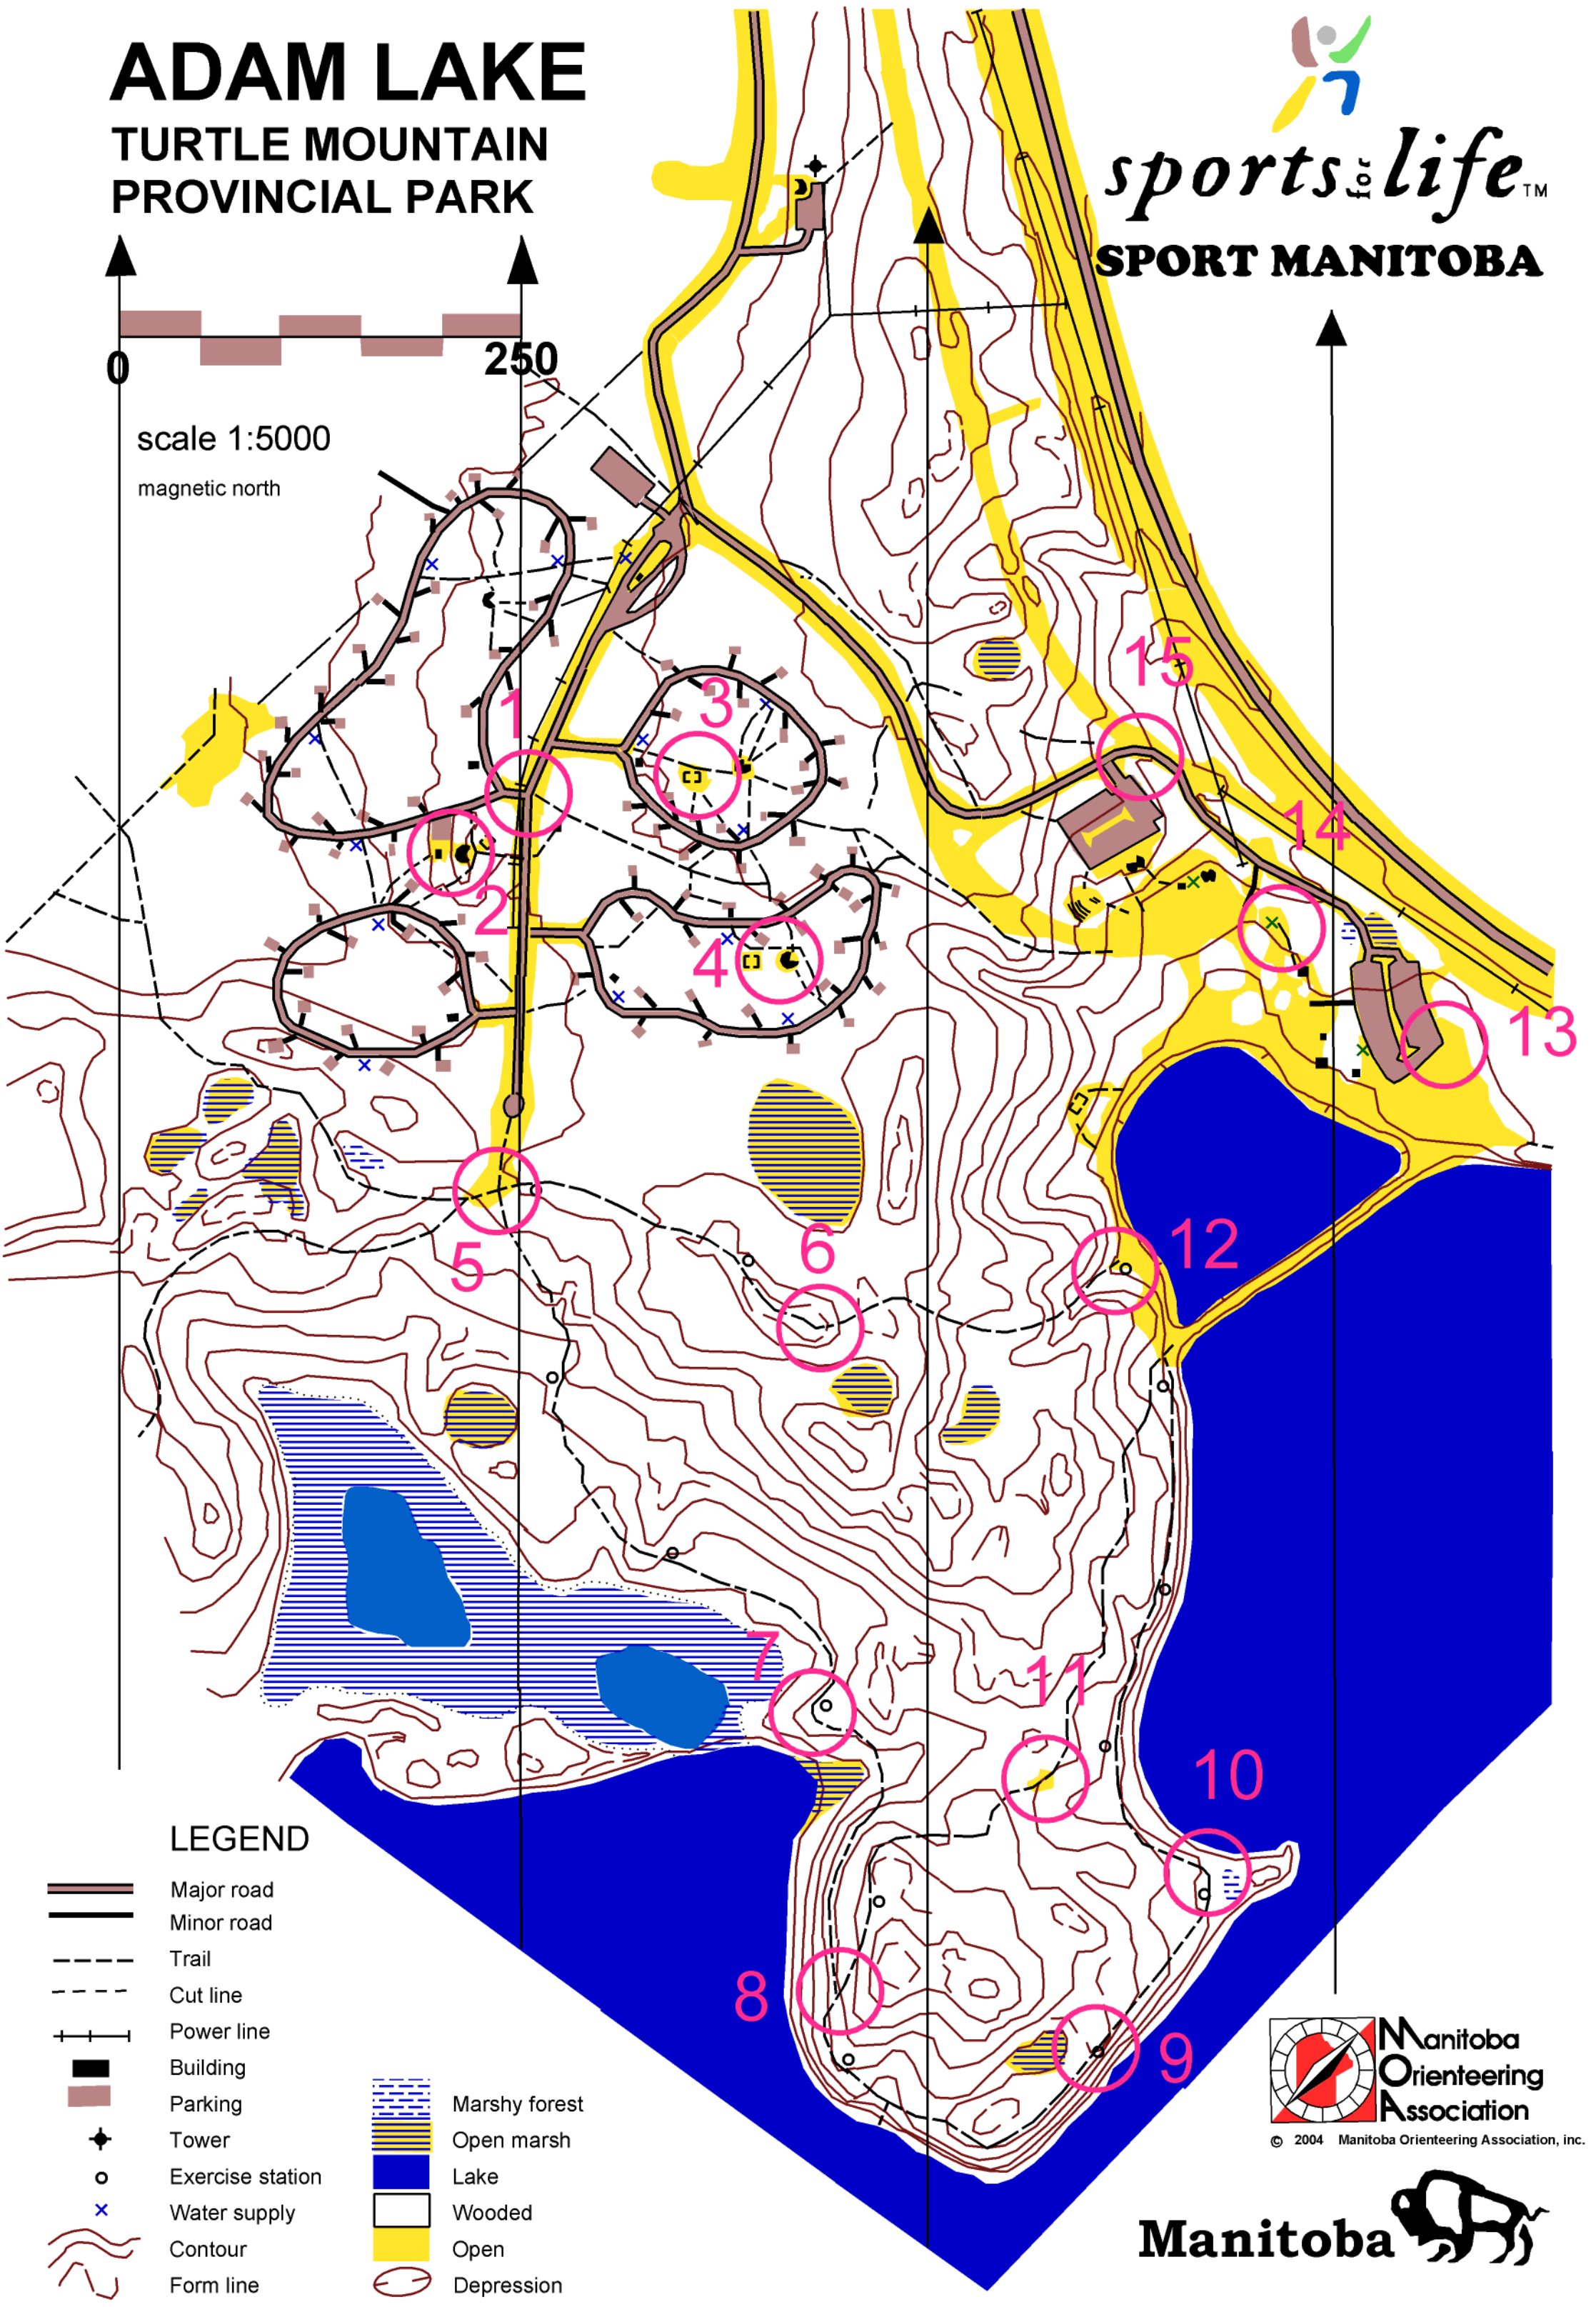 ADAM LAKE
TURTLE MOUNTAIN
PROVINCIAL PARK
0
250
scale 1:5000
magnetic north
sports for life TM
SPORT MANITOBA
1
2
3
4
5
6
7
8
9
10
11
12
13
14
15
LEGEND
Major road
Minor road
Trail
Cut line
Power line
Building
Parking
Tower
Exercise station
Water supply
Contour
Form line
Marshy forest
Open marsh
Lake
Wooded
Open
Depression
Manitoba
Orienteering
Association
© 2004 Manitoba Orienteering Association, inc.
Manitoba